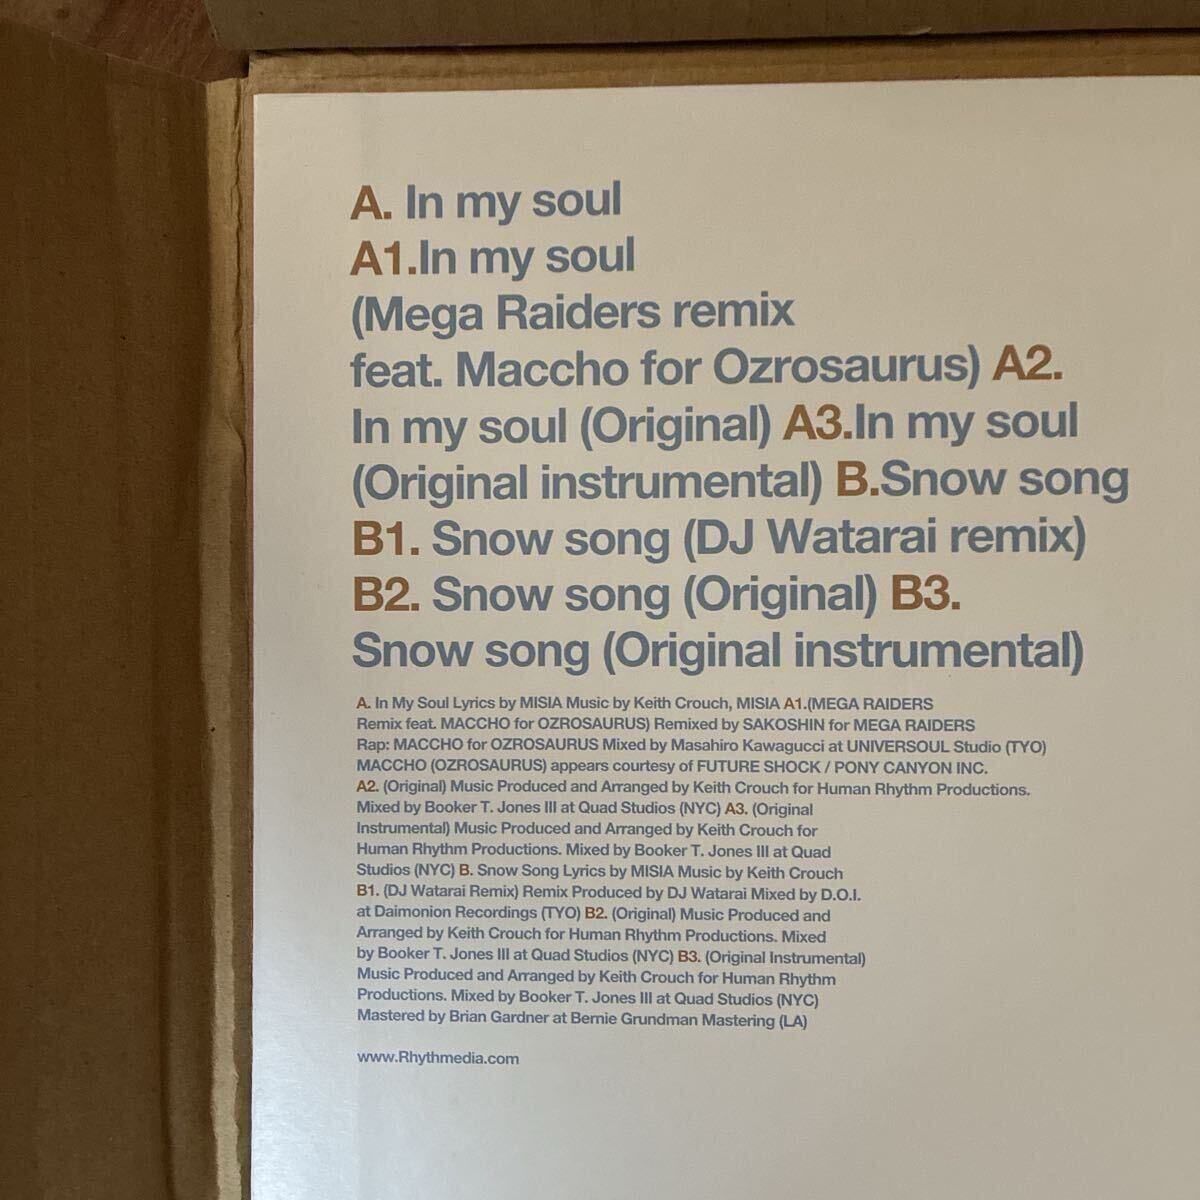 A. In my soul
A1.In my soul
(Mega Raiders remix
feat. Maccho for Ozrosaurus) A2.
In my soul (Original) A3.In my soul
(Original instrumental) B.Snow song
B1. Snow song (DJ Watarai remix)
B2. Snow song (Original) B3.
Snow song (Original instrumental)
A. In My Soul Lyrics by MISIA Music by Keith Crouch, MISIA A1.(MEGA RAIDERS
Remix feat. MACCHO for OZROSAURUS) Remixed by SAKOSHIN for MEGA RAIDERS
Rap: MACCHO for OZROSAURUS Mixed by Masahiro Kawagucci at UNIVERSOUL Studio (TYO)
MACCHO (OZROSAURUS) appears courtesy of FUTURE SHOCK / PONY CANYON INC.
A2. (Original) Music Produced and Arranged by Keith Crouch for Human Rhythm Productions.
Mixed by Booker T. Jones III at Quad Studios (NYC) A3. (Original
Instrumental) Music Produced and Arranged by Keith Crouch for
Human Rhythm Productions. Mixed by Booker T. Jones III at Quad
Studios (NYC) B. Snow Song Lyrics by MISIA Music by Keith Crouch
B1. (DJ Watarai Remix) Remix Produced by DJ Watarai Mixed by D.O.I.
at Daimonion Recordings (TYO) B2. (Original) Music Produced and
Arranged by Keith Crouch for Human Rhythm Productions. Mixed
by Booker T. Jones III at Quad Studios (NYC) B3. (Original Instrumental)
Music Produced and Arranged by Keith Crouch for Human Rhythm
Productions. Mixed by Booker T. Jones III at Quad Studios (NYC)
Mastered by Brian Gardner at Bernie Grundman Mastering (LA)
www.Rhythmedia.com